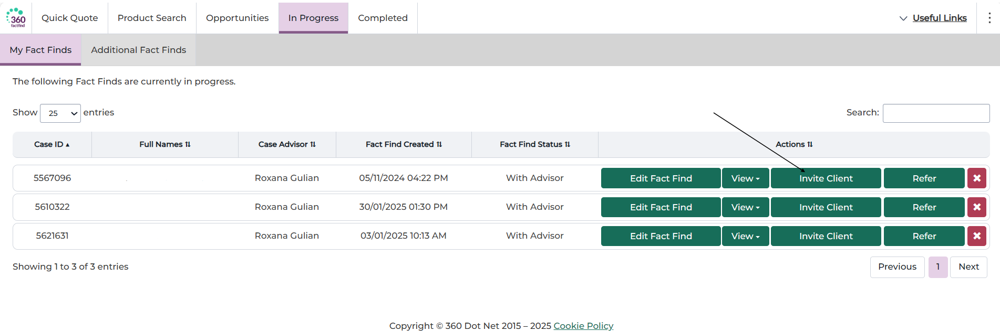 360
factfind
Quick Quote
Product Search
Opportunities
In Progress
Completed
Useful Links
My Fact Finds
Additional Fact Finds
The following Fact Finds are currently in progress.
Show 25 entries
Search:
Case ID Full Names Case Advisor Fact Find Created Fact Find Status Actions
5567096 Roxana Gulian 05/11/2024 04:22 PM With Advisor Edit Fact Find View Invite Client Refer
5610322 Roxana Gulian 30/01/2025 01:30 PM With Advisor Edit Fact Find View Invite Client Refer
5621631 Roxana Gulian 03/01/2025 10:13 AM With Advisor Edit Fact Find View Invite Client Refer
Showing 1 to 3 of 3 entries
Previous 1 Next
Copyright © 360 Dot Net 2015 – 2025 Cookie Policy